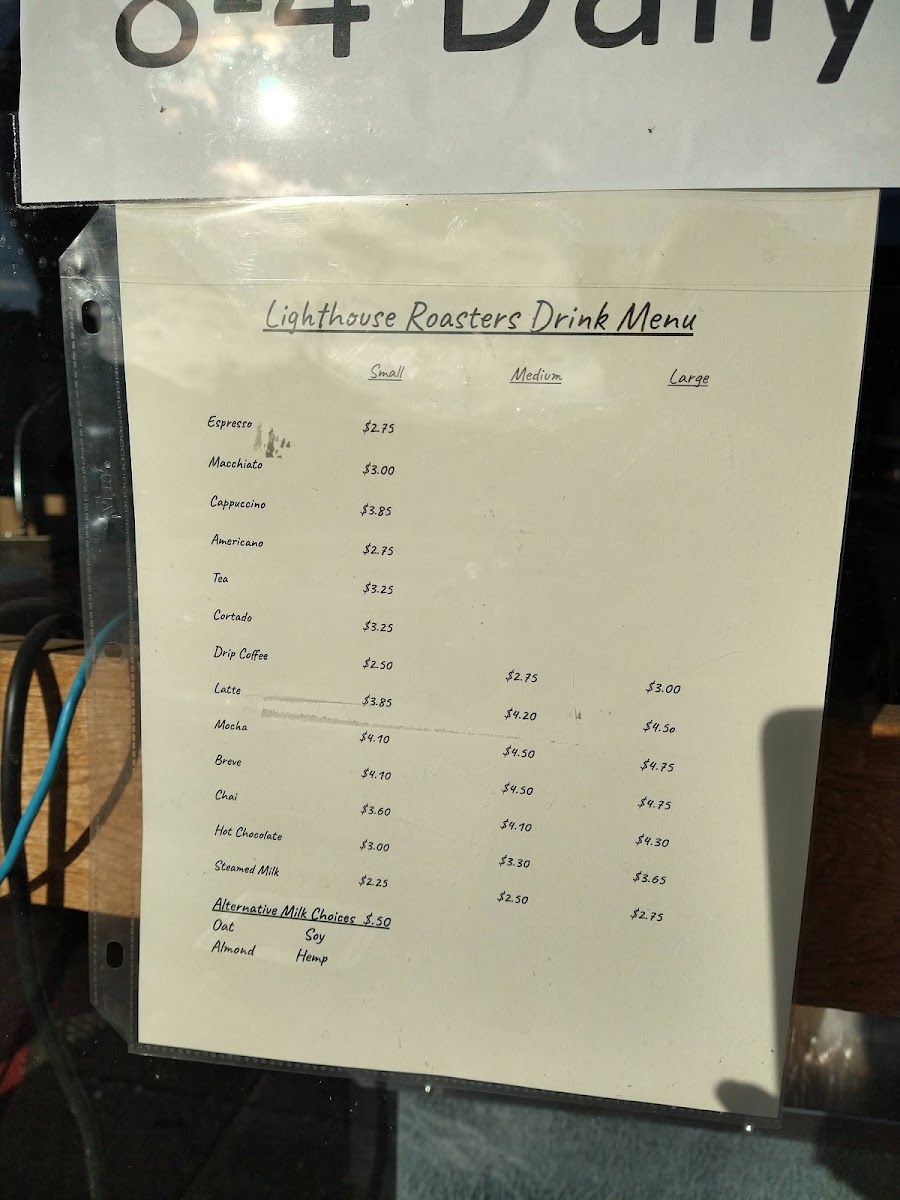 8-4 Daily
Lighthouse Roasters Drink Menu
Small Medium Large
Espresso $2.75
Macchiato $3.00
Cappuccino $3.85
Americano $2.75
Tea $3.25
Cortado $3.25
Drip Coffee $2.50 $2.75 $3.00
Latte $3.85 $4.20 $4.50
Mocha $4.10 $4.50 $4.75
Breve $4.10 $4.50 $4.75
Chai $3.60 $4.10 $4.30
Hot Chocolate $3.00 $3.30 $3.65
Steamed Milk $2.25 $2.50 $2.75
Alternative Milk Choices $.50
Oat Soy
Almond Hemp